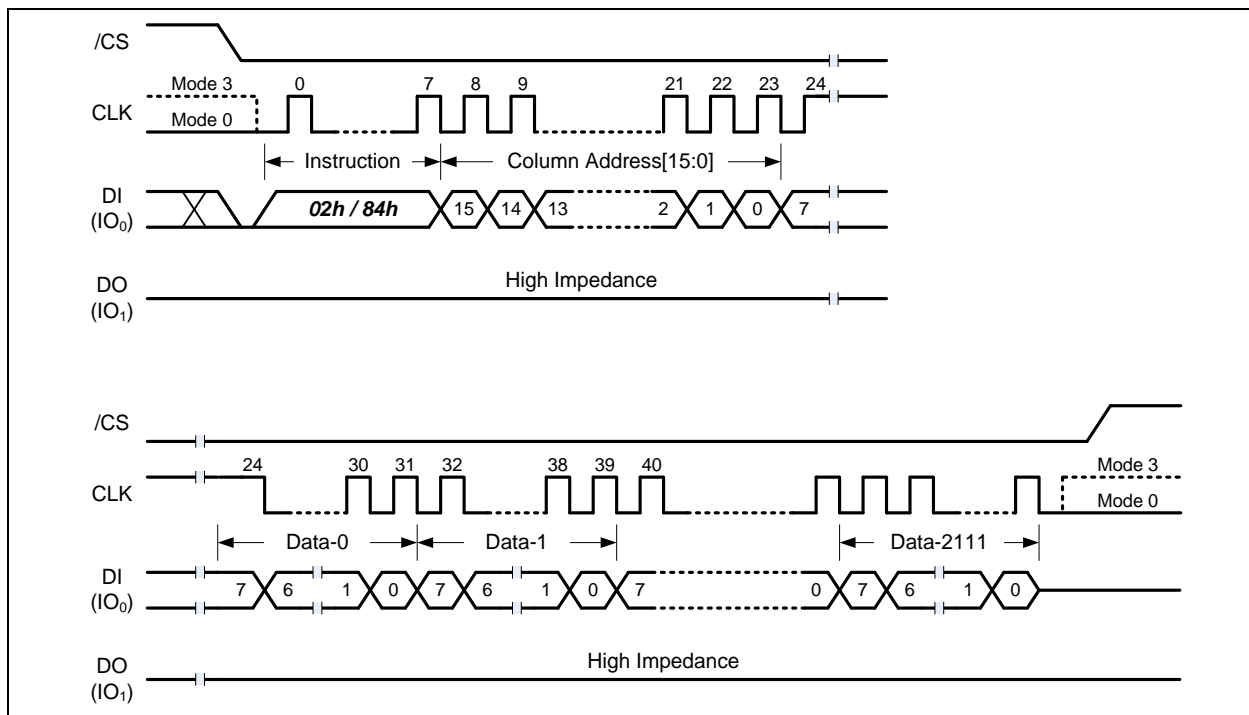 /CS
Mode 3
0 7 8 9 21 22 23 24
CLK
Mode 0
Instruction Column Address[15:0]
DI
(IO₀)
02h / 84h 15 14 13 2 1 0 7
High Impedance
DO
(IO₁)
/CS
24 30 31 32 38 39 40
Mode 3
CLK
Mode 0
Data-0 Data-1 Data-2111
DI
(IO₀)
7 6 1 0 7 6 1 0 7 0 7 6 1 0
High Impedance
DO
(IO₁)